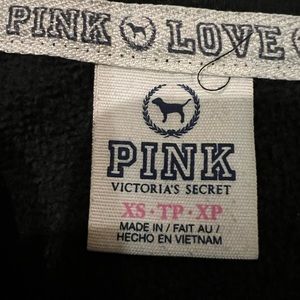 PINK LOVE
PINK
VICTORIA'S SECRET
XS·TP·XP
MADE IN / FAIT AU /
HECHO EN VIETNAM